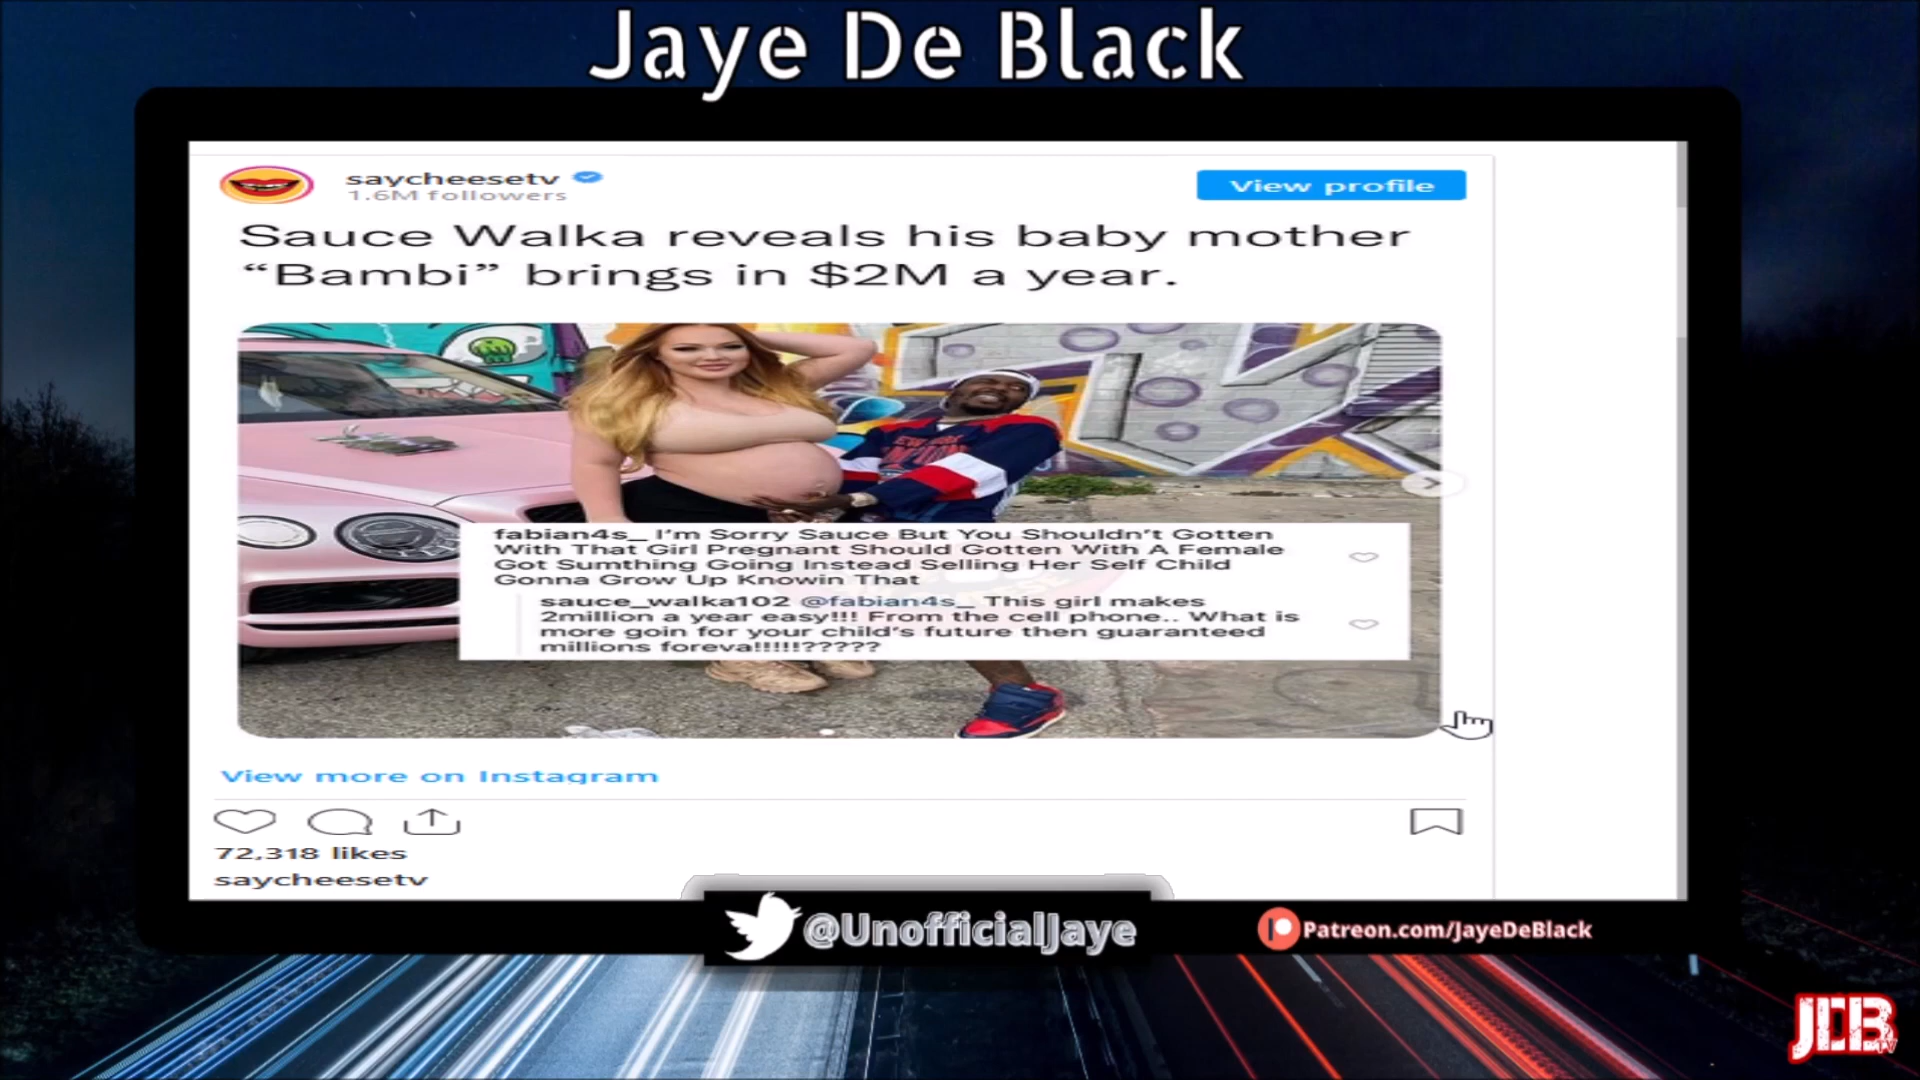 Jaye De Black
saycheesetv
1.6M followers
View profile
Sauce Walka reveals his baby mother
“Bambi” brings in $2M a year.
fabian4s_ I'm Sorry Sauce But You Shouldn't Gotten
With That Girl Pregnant Should Gotten With A Female
Got Sumthing Going Instead Selling Her Self Child
Gonna Grow Up Knowin That
sauce_walka102 @fabian4s_ This girl makes
2million a year easy!!! From the cell phone.. What is
more goin for your child's future then guaranteed
millions foreva!!!!!?????
View more on Instagram
72,318 likes
saycheesetv
@UnofficialJaye
Patreon.com/JayeDeBlack
JDB
TV